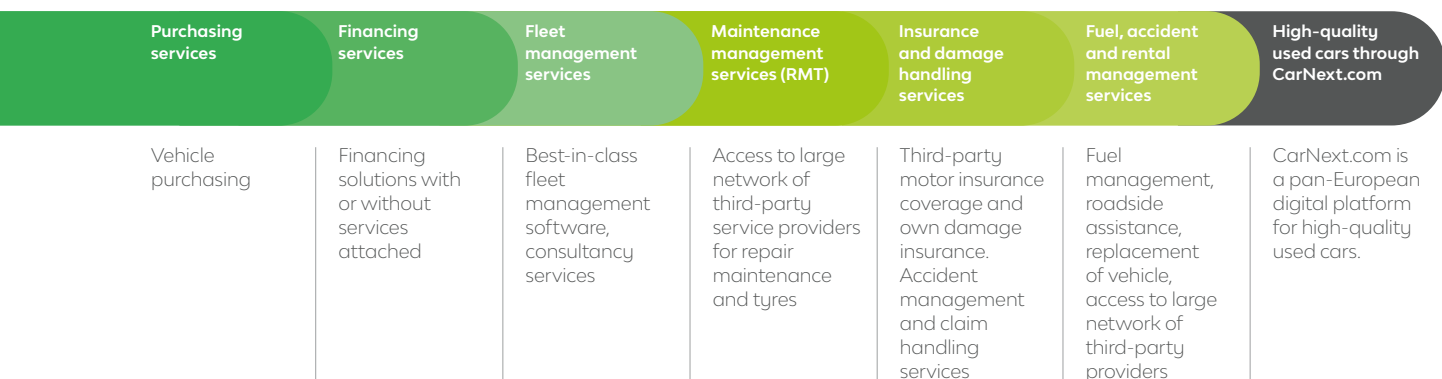 Purchasing
services
Financing
services
Fleet
management
services
Maintenance
management
services (RMT)
Insurance
and damage
handling
services
Fuel, accident
and rental
management
services
High-quality
used cars through
CarNext.com
Vehicle
purchasing
Financing
solutions with
or without
services
attached
Best-in-class
fleet
management
software,
consultancy
services
Access to large
network of
third-party
service providers
for repair
maintenance
and tyres
Third-party
motor insurance
coverage and
own damage
insurance.
Accident
management
and claim
handling
services
Fuel
management,
roadside
assistance,
replacement
of vehicle,
access to large
network of
third-party
providers
CarNext.com is
a pan-European
digital platform
for high-quality
used cars.